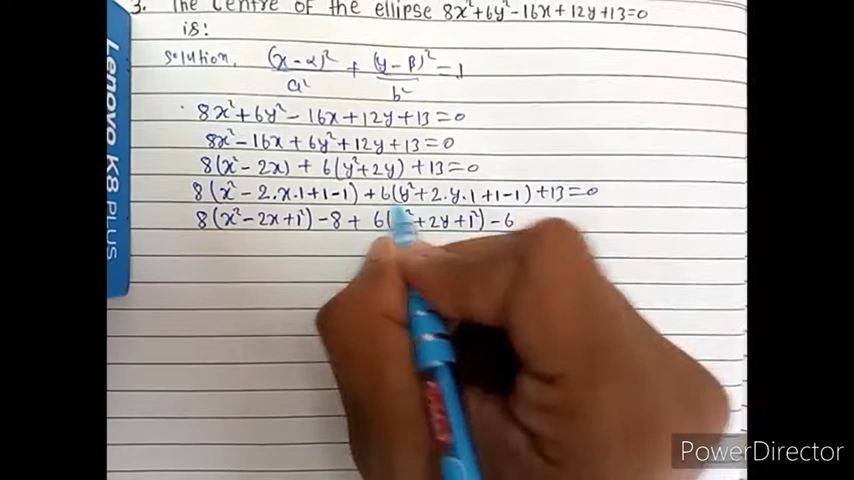 3. The centre of the ellipse 8x²+6y²-16x+12y+13=0
is:
solution, (x-α)²/a² + (y-β)²/b² = 1
8x²+6y²-16x+12y+13=0
8x²-16x+6y²+12y+13=0
8(x²-2x)+6(y²+2y)+13=0
8(x²-2.x.1+1-1)+6(y²+2.y.1+1-1)+13=0
8(x²-2x+1²)-8+6(y²+2y+1²)-6
Lenovo K8 PLUS
PowerDirector